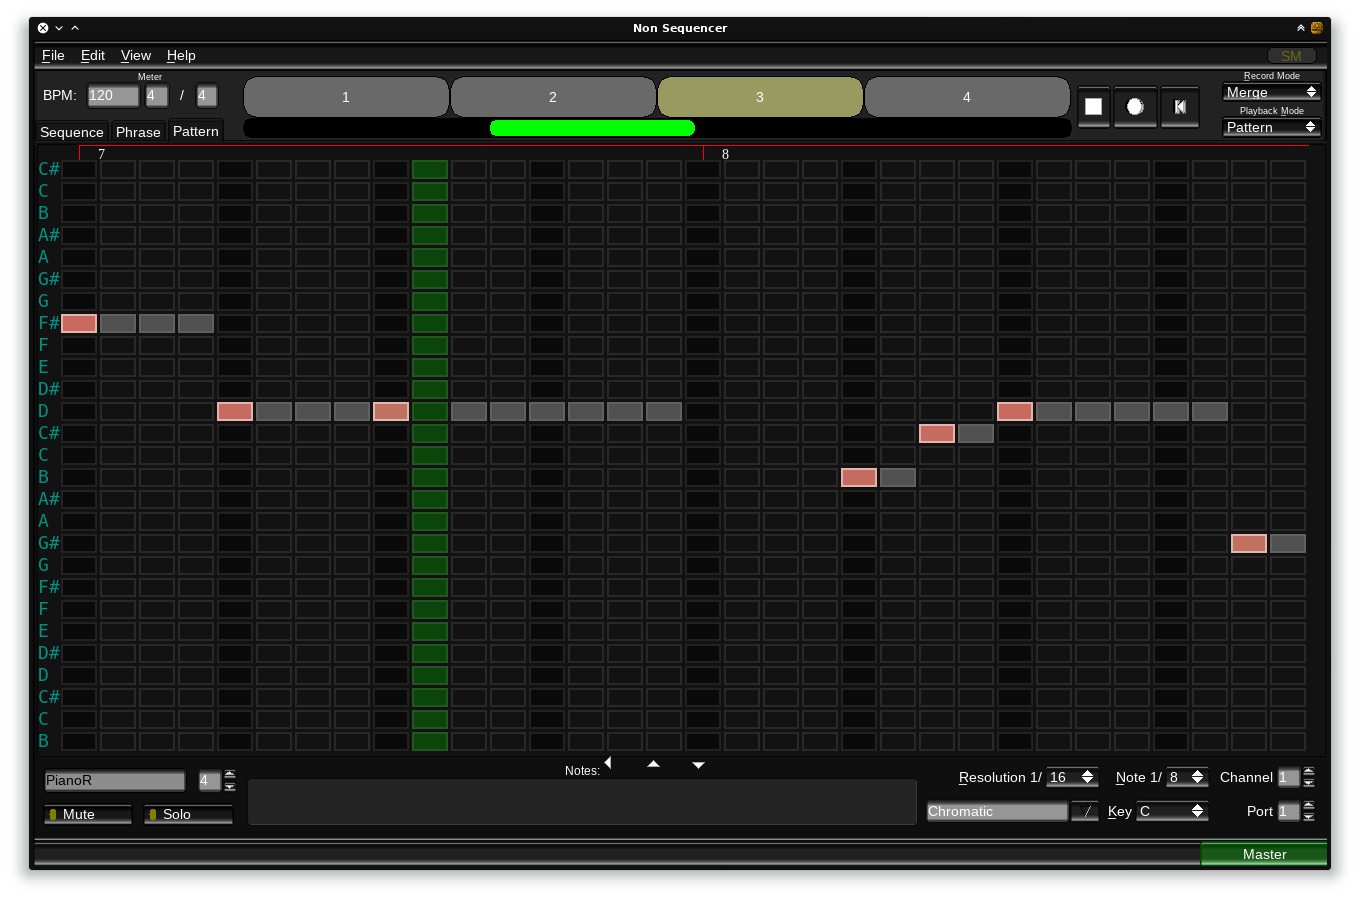 Non Sequencer
File Edit View Help
SM
Meter
BPM: 120 4 / 4
1 2 3 4
Record Mode
Merge
Playback Mode
Pattern
Sequence Phrase Pattern
7 8
C#
C
B
A#
A
G#
G
F#
F
E
D#
D
C#
C
B
A#
A
G#
G
F#
F
E
D#
D
C#
C
B
Notes:
PianoR 4
Resolution 1/ 16 Note 1/ 8 Channel 1
Mute Solo
Chromatic Key C Port 1
Master